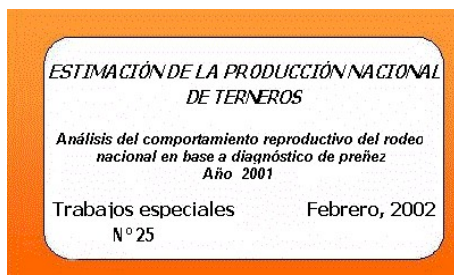 ESTIMACIÓN DE LA PRODUCCIÓN NACIONAL
DE TERNEROS
Análisis del comportamiento reproductivo del rodeo
nacional en base a diagnóstico de preñez
Año 2001
Trabajos especiales Febrero, 2002
Nº 25